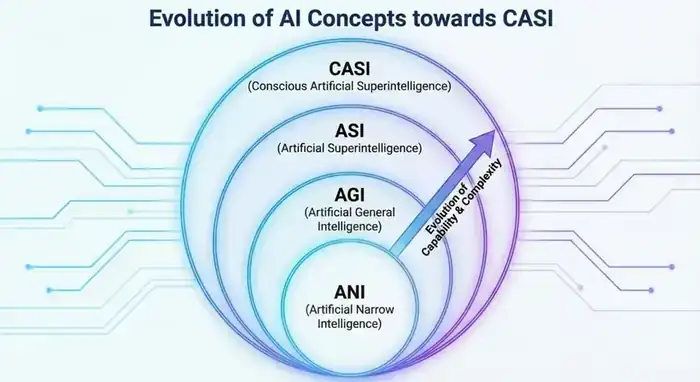 Evolution of AI Concepts towards CASI
CASI
(Conscious Artificial Superintelligence)
ASI
(Artificial Superintelligence)
AGI
(Artificial General
Intelligence)
Evolution of
Capability & Complexity
ANI
(Artificial Narrow
Intelligence)